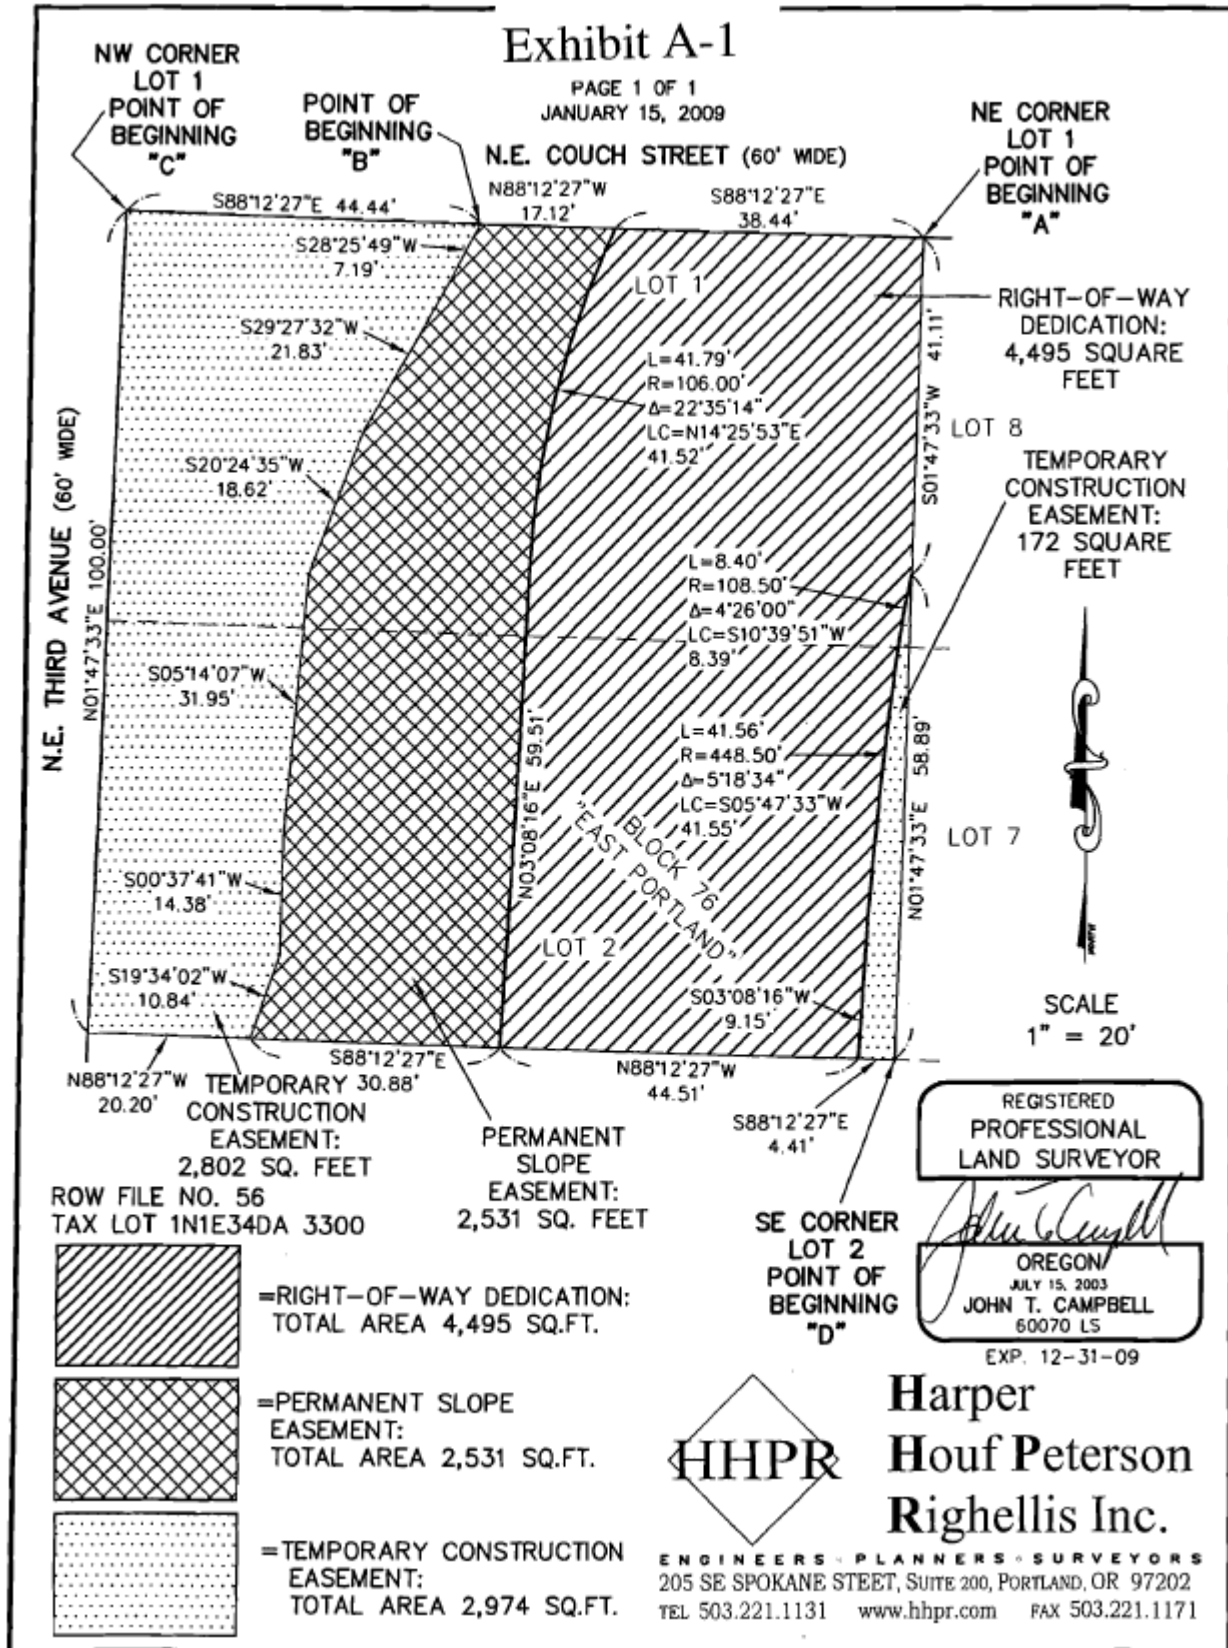 Exhibit A-1
PAGE 1 OF 1
JANUARY 15, 2009
NW CORNER
LOT 1
POINT OF
BEGINNING
"C"
POINT OF
BEGINNING
"B"
N.E. COUCH STREET (60' WIDE)
NE CORNER
LOT 1
POINT OF
BEGINNING
"A"
S88°12'27"E 44.44'
N88°12'27"W
17.12'
S88°12'27"E
38.44'
S28°25'49"W
7.19'
LOT 1
S29°27'32"W
21.83'
L=41.79'
R=106.00'
Δ=22°35'14"
LC=N14°25'53"E
41.52'
S01°47'33"W 41.11'
RIGHT-OF-WAY
DEDICATION:
4,495 SQUARE
FEET
LOT 8
TEMPORARY
CONSTRUCTION
EASEMENT:
172 SQUARE
FEET
S20°24'35"W
18.62'
N.E. THIRD AVENUE (60' WIDE)
N01°47'33"E 100.00'
L=8.40'
R=108.50'
Δ=4°26'00"
LC=S10°39'51"W
8.39'
S05°14'07"W
31.95'
N03°08'16"E 59.51'
L=41.56'
R=448.50'
Δ=5°18'34"
LC=S05°47'33"W
41.55'
BLOCK 76
"EAST PORTLAND"
N01°47'33"E 58.89'
LOT 7
S00°37'41"W
14.38'
LOT 2
S19°34'02"W
10.84'
S03°08'16"W
9.15'
NORTH
SCALE
1" = 20'
N88°12'27"W
20.20'
S88°12'27"E
30.88'
N88°12'27"W
44.51'
S88°12'27"E
4.41'
TEMPORARY
CONSTRUCTION
EASEMENT:
2,802 SQ. FEET
PERMANENT
SLOPE
EASEMENT:
2,531 SQ. FEET
SE CORNER
LOT 2
POINT OF
BEGINNING
"D"
ROW FILE NO. 56
TAX LOT 1N1E34DA 3300
=RIGHT-OF-WAY DEDICATION:
TOTAL AREA 4,495 SQ.FT.
=PERMANENT SLOPE
EASEMENT:
TOTAL AREA 2,531 SQ.FT.
=TEMPORARY CONSTRUCTION
EASEMENT:
TOTAL AREA 2,974 SQ.FT.
REGISTERED
PROFESSIONAL
LAND SURVEYOR
OREGON
JULY 15, 2003
JOHN T. CAMPBELL
60070 LS
EXP. 12-31-09
HHPR
Harper
Houf Peterson
Righellis Inc.
ENGINEERS · PLANNERS · SURVEYORS
205 SE SPOKANE STEET, SUITE 200, PORTLAND, OR 97202
TEL 503.221.1131 www.hhpr.com FAX 503.221.1171